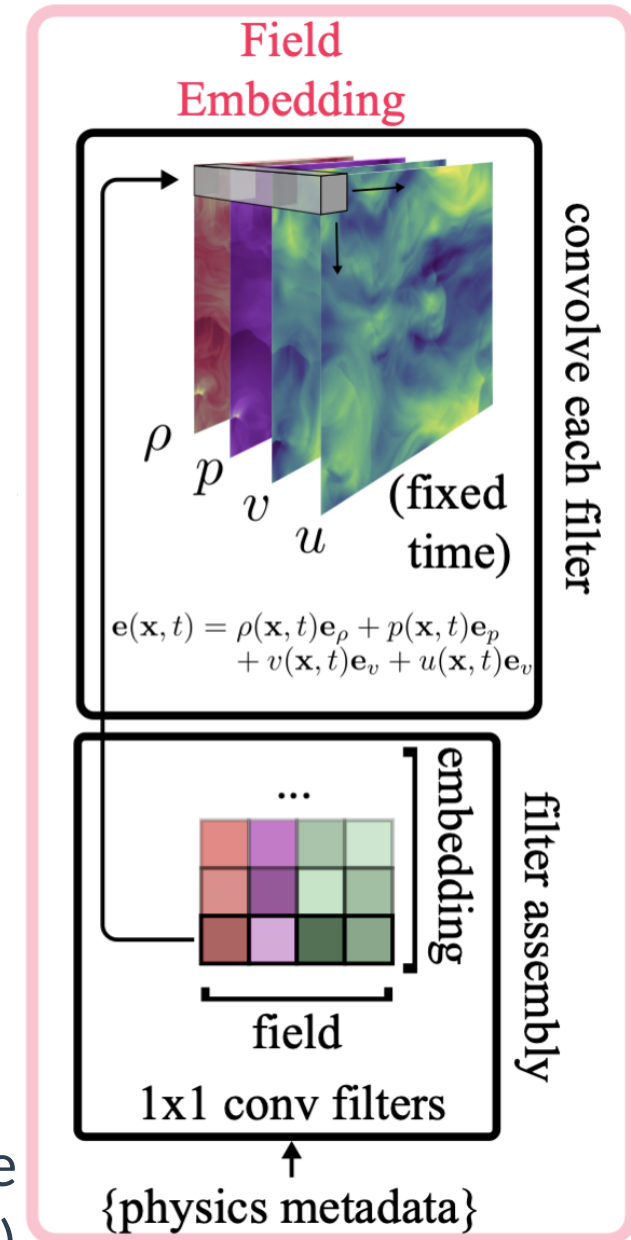 Field
Embedding
convolve each filter
ρ
p
v
u
(fixed
time)
e(x, t) = ρ(x, t)e_ρ + p(x, t)e_p
+ v(x, t)e_v + u(x, t)e_v
...
embedding
filter assembly
field
1x1 conv filters
{physics metadata}
e
)